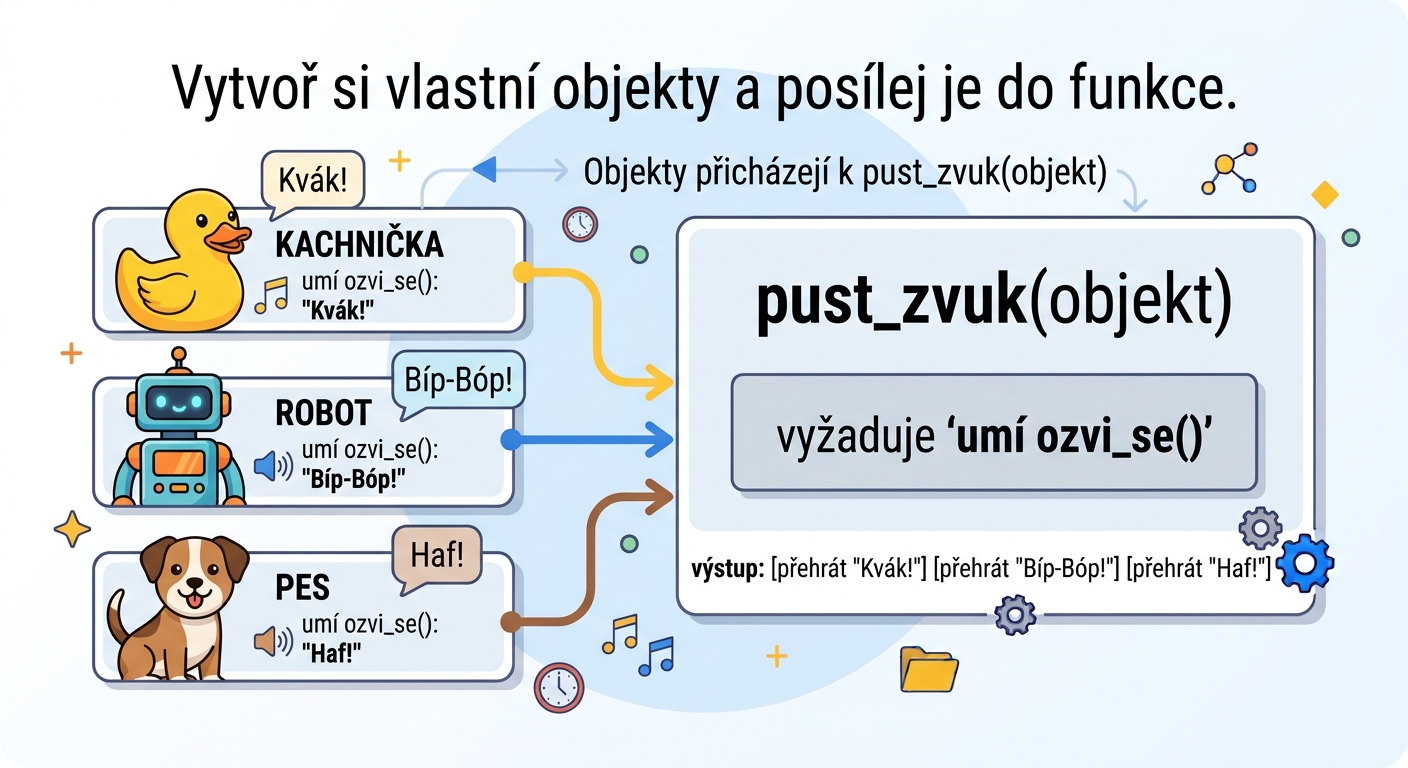 Vytvoř si vlastní objekty a posílej je do funkce.
Objekty přicházejí k pust_zvuk(objekt)
Kvák!
KACHNIČKA
umí ozvi_se():
"Kvák!"
Bíp-Bóp!
ROBOT
umí ozvi_se():
"Bíp-Bóp!"
Haf!
PES
umí ozvi_se():
"Haf!"
pust_zvuk(objekt)
vyžaduje ‘umí ozvi_se()’
výstup: [přehrát "Kvák!"] [přehrát "Bíp-Bóp!"] [přehrát "Haf!"]